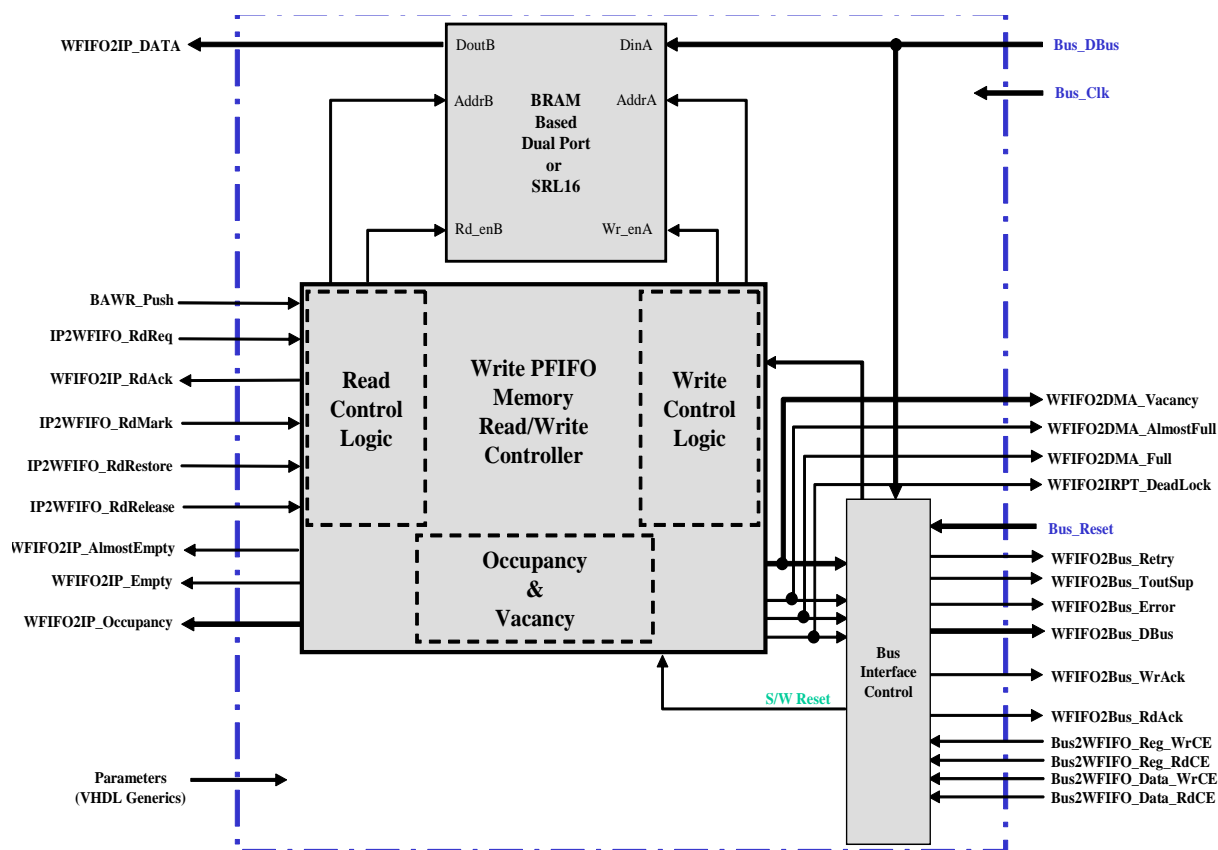 WFIFO2IP_DATA
DoutB
DinA
Bus_DBus
AddrB
AddrA
Bus_Clk
BRAM
Based
Dual Port
or
SRL16
Rd_enB
Wr_enA
BAWR_Push
IP2WFIFO_RdReq
WFIFO2IP_RdAck
IP2WFIFO_RdMark
IP2WFIFO_RdRestore
IP2WFIFO_RdRelease
WFIFO2IP_AlmostEmpty
WFIFO2IP_Empty
WFIFO2IP_Occupancy
Read
Control
Logic
Write PFIFO
Memory
Read/Write
Controller
Write
Control
Logic
Occupancy
&
Vacancy
WFIFO2DMA_Vacancy
WFIFO2DMA_AlmostFull
WFIFO2DMA_Full
WFIFO2IRPT_DeadLock
Bus_Reset
WFIFO2Bus_Retry
WFIFO2Bus_ToutSup
WFIFO2Bus_Error
WFIFO2Bus_DBus
Bus
Interface
Control
WFIFO2Bus_WrAck
S/W Reset
WFIFO2Bus_RdAck
Bus2WFIFO_Reg_WrCE
Bus2WFIFO_Reg_RdCE
Bus2WFIFO_Data_WrCE
Bus2WFIFO_Data_RdCE
Parameters
(VHDL Generics)